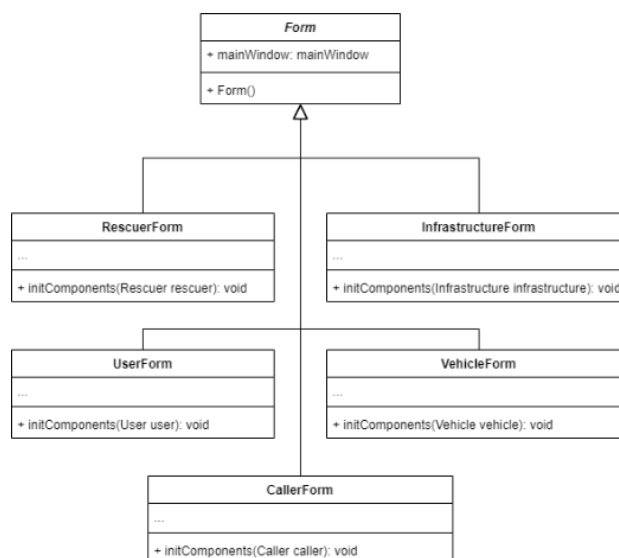 Form
+ mainWindow: mainWindow
+ Form()
RescuerForm
...
+ initComponents(Rescuer rescuer): void
InfrastructureForm
...
+ initComponents(Infrastructure infrastructure): void
UserForm
...
+ initComponents(User user): void
VehicleForm
...
+ initComponents(Vehicle vehicle): void
CallerForm
...
+ initComponents(Caller caller): void